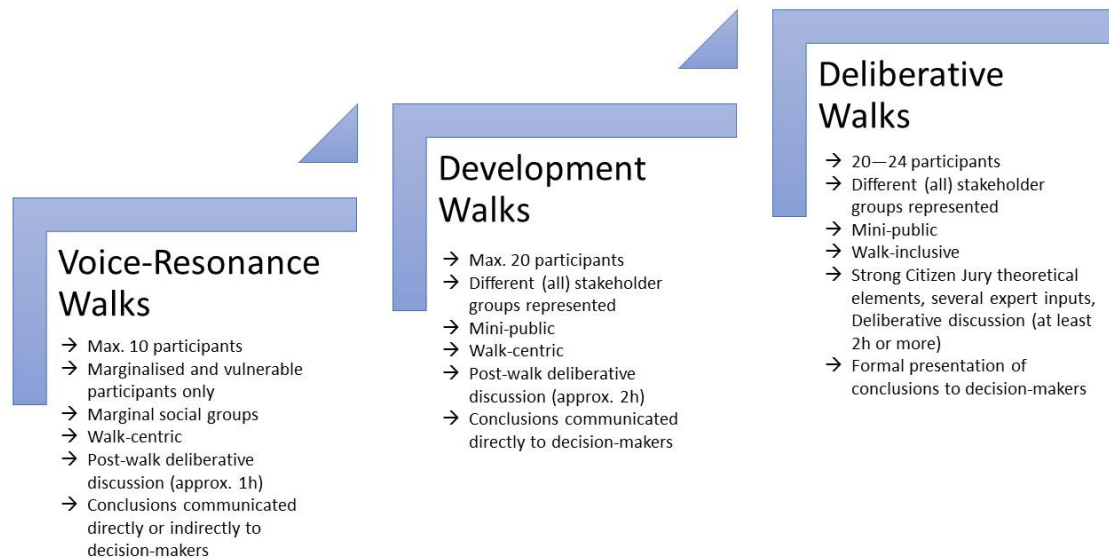 Voice-Resonance
Walks
→ Max. 10 participants
→ Marginalised and vulnerable
participants only
→ Marginal social groups
→ Walk-centric
→ Post-walk deliberative
discussion (approx. 1h)
→ Conclusions communicated
directly or indirectly to
decision-makers
Development
Walks
→ Max. 20 participants
→ Different (all) stakeholder
groups represented
→ Mini-public
→ Walk-centric
→ Post-walk deliberative
discussion (approx. 2h)
→ Conclusions communicated
directly to decision-makers
Deliberative
Walks
→ 20—24 participants
→ Different (all) stakeholder
groups represented
→ Mini-public
→ Walk-inclusive
→ Strong Citizen Jury theoretical
elements, several expert inputs,
Deliberative discussion (at least
2h or more)
→ Formal presentation of
conclusions to decision-makers